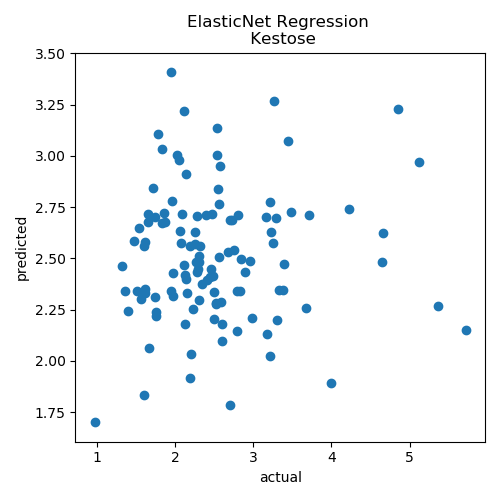 ElasticNet Regression
Kestose
3.50
3.25
3.00
2.75
2.50
2.25
2.00
1.75
predicted
1 2 3 4 5
actual